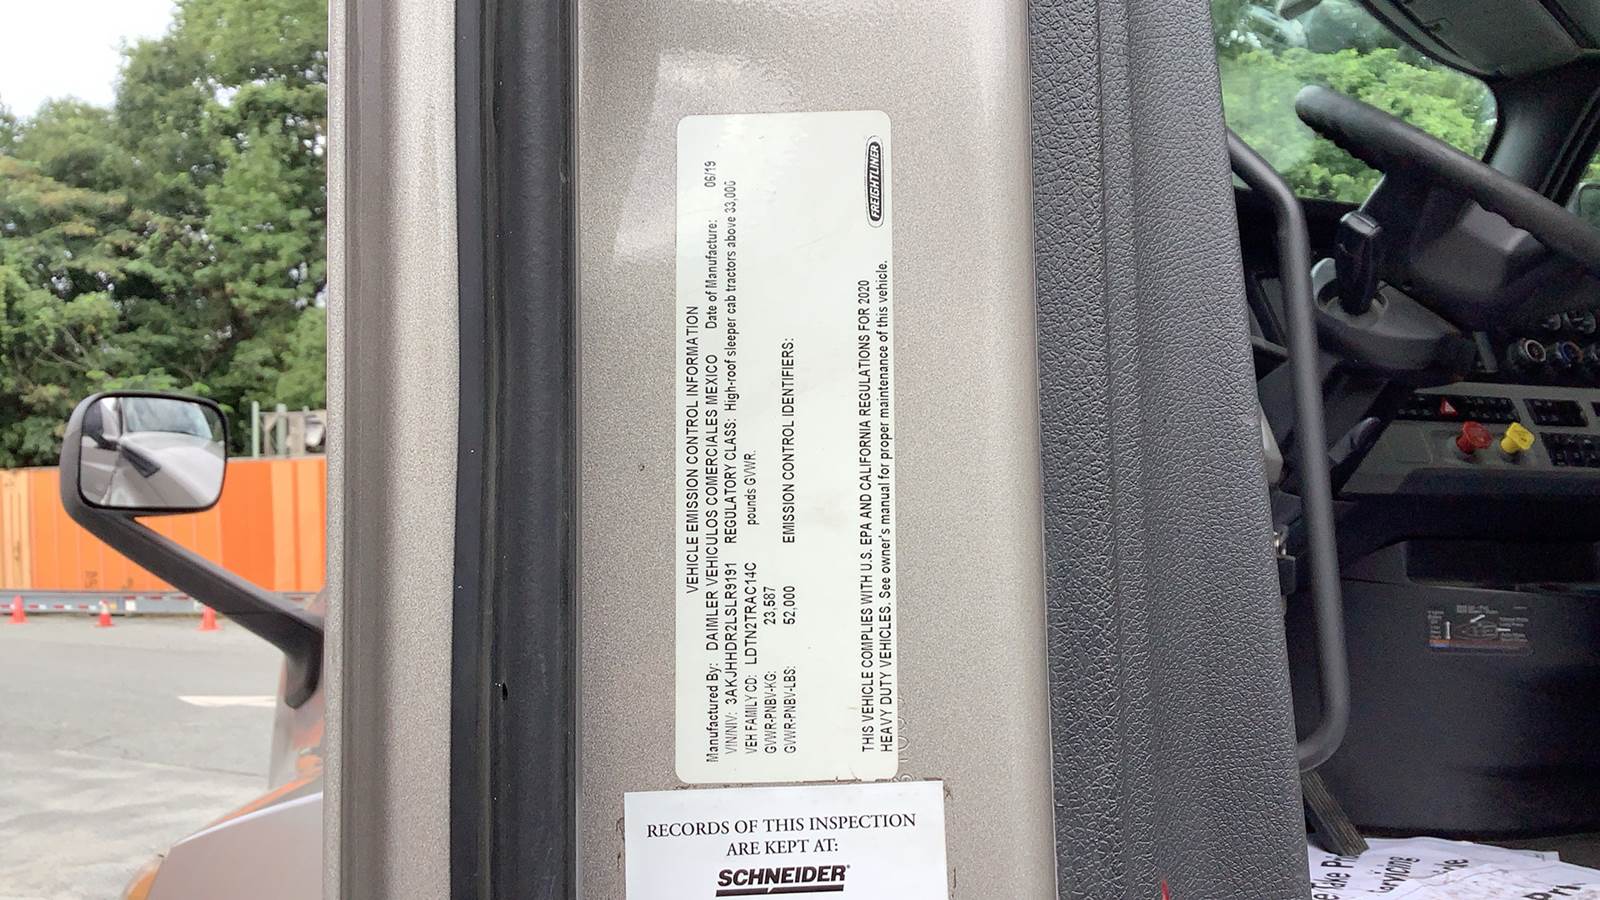 VEHICLE EMISSION CONTROL INFORMATION
Manufactured By: DAIMLER VEHICULOS COMERCIALES MEXICO Date of Manufacture: 06/19
VIN/NIV: 3AKJHHDR2LSLR9191 REGULATORY CLASS: High-roof sleeper cab tractors above 33,000
VEH FAMILY CD: LDTN2TRAC14C pounds GVWR.
GVWR-PNBV-KG: 23,587
GVWR-PNBV-LBS: 52,000 EMISSION CONTROL IDENTIFIERS:
THIS VEHICLE COMPLIES WITH U.S. EPA AND CALIFORNIA REGULATIONS FOR 2020
HEAVY DUTY VEHICLES. See owner's manual for proper maintenance of this vehicle.
FREIGHTLINER
RECORDS OF THIS INSPECTION
ARE KEPT AT:
SCHNEIDER